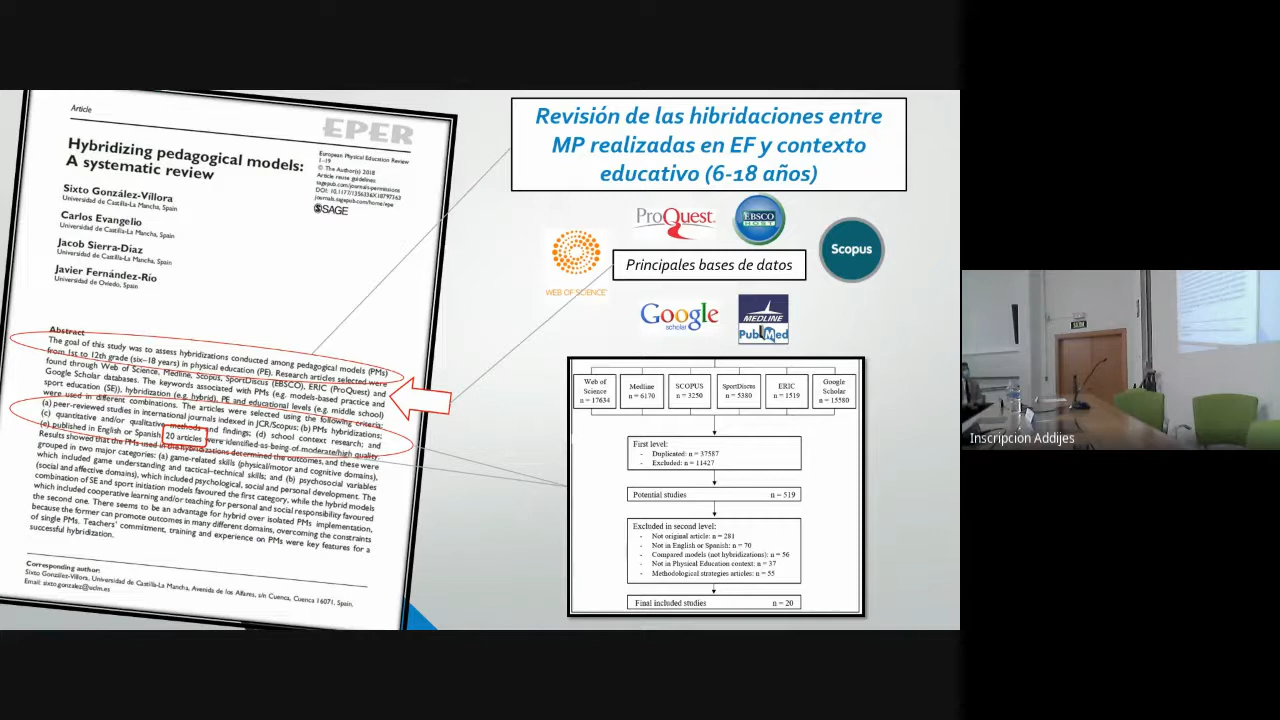 Article
EPER
Hybridizing pedagogical models:
A systematic review
European Physical Education Review
1–19
© The Author(s) 2018
Article reuse guidelines:
sagepub.com/journals-permissions
DOI: 10.1177/1356336X18797363
journals.sagepub.com/home/epe
SAGE
Sixto González-Víllora
Universidad de Castilla-La Mancha, Spain
Carlos Evangelio
Universidad de Castilla-La Mancha, Spain
Jacob Sierra-Díaz
Universidad de Castilla-La Mancha, Spain
Javier Fernández-Río
Universidad de Oviedo, Spain
Abstract
The goal of this study was to assess hybridizations conducted among pedagogical models (PMs)
from 1st to 12th grade (six–18 years) in physical education (PE). Research articles selected were
found through Web of Science, Medline, Scopus, SportDiscus (EBSCO), ERIC (ProQuest) and
Google Scholar databases. The keywords associated with PMs (e.g. models-based practice and
sport education (SE)), hybridization (e.g. hybrid), PE and educational levels (e.g. middle school)
were used in different combinations. The articles were selected using the following criteria:
(a) peer-reviewed studies in international journals indexed in JCR/Scopus; (b) PMs hybridizations;
(c) quantitative and/or qualitative methods and findings; (d) school context research; and
(e) published in English or Spanish. 20 articles were identified as being of moderate/high quality.
Results showed that the PMs used in the hybridizations determined the outcomes, and these were
grouped in two major categories: (a) game-related skills (physical/motor and cognitive domains),
which included game understanding and tactical–technical skills; and (b) psychosocial variables
(social and affective domains), which included psychological, social and personal development. The
combination of SE and sport initiation models favoured the first category, while the hybrid models
which included cooperative learning and/or teaching for personal and social responsibility favoured
the second one. There seems to be an advantage for hybrid over isolated PMs implementation,
because the former can promote outcomes in many different domains, overcoming the constraints
of single PMs. Teachers' commitment, training and experience on PMs were key features for a
successful hybridization.
Corresponding author:
Sixto González-Víllora, Universidad de Castilla-La Mancha, Avenida de los Alfares, s/n Cuenca, Cuenca 16071, Spain.
Email: sixto.gonzalez@uclm.es
Revisión de las hibridaciones entre
MP realizadas en EF y contexto
educativo (6-18 años)
ProQuest
EBSCO
HOST
WEB OF SCIENCE
Principales bases de datos
Scopus
Google
scholar
MEDLINE
PubMed
Web of Science n = 17634
Medline n = 6170
SCOPUS n = 3250
SportDiscus n = 5380
ERIC n = 1519
Google Scholar n = 15580
First level:
- Duplicated: n = 37587
- Excluded: n = 11427
Potential studies n = 519
Excluded in second level:
- Not original article: n = 281
- Not in English or Spanish: n = 70
- Compared models (not hybridizations): n = 56
- Not in Physical Education context: n = 37
- Methodological strategies articles: n = 55
Final included studies n = 20
Inscripcion Addijes